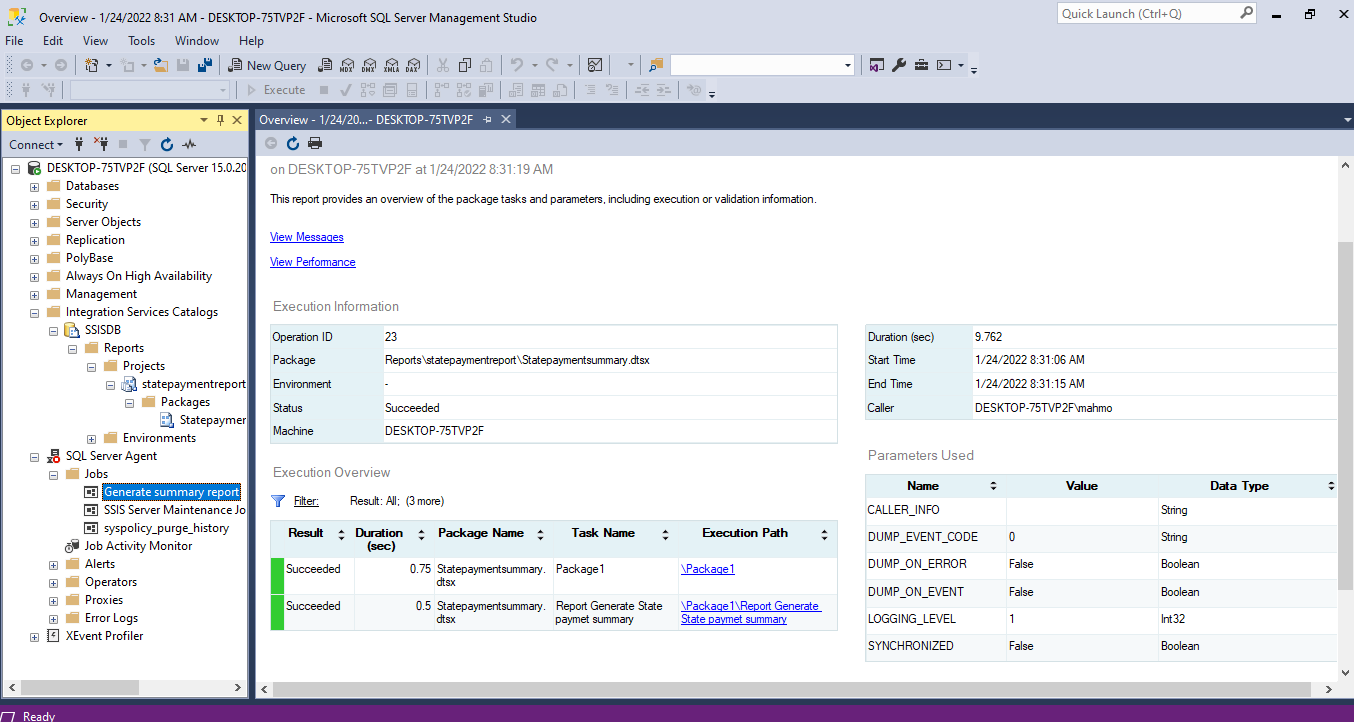 Overview - 1/24/2022 8:31 AM - DESKTOP-75TVP2F - Microsoft SQL Server Management Studio
Quick Launch (Ctrl+Q)
File Edit View Tools Window Help
New Query
MDX DMX XMLA DAX
Execute
Object Explorer
Connect
DESKTOP-75TVP2F (SQL Server 15.0.20
Databases
Security
Server Objects
Replication
PolyBase
Always On High Availability
Management
Integration Services Catalogs
SSISDB
Reports
Projects
statepaymentreport
Packages
Statepaymer
Environments
SQL Server Agent
Jobs
Generate summary report
SSIS Server Maintenance Jo
syspolicy_purge_history
Job Activity Monitor
Alerts
Operators
Proxies
Error Logs
XEvent Profiler
Overview - 1/24/20...- DESKTOP-75TVP2F
on DESKTOP-75TVP2F at 1/24/2022 8:31:19 AM
This report provides an overview of the package tasks and parameters, including execution or validation information.
View Messages
View Performance
Execution Information
Operation ID 23
Package Reports\statepaymentreport\Statepaymentsummary.dtsx
Environment -
Status Succeeded
Machine DESKTOP-75TVP2F
Duration (sec) 9.762
Start Time 1/24/2022 8:31:06 AM
End Time 1/24/2022 8:31:15 AM
Caller DESKTOP-75TVP2F\mahmo
Execution Overview
Filter: Result: All; (3 more)
Result Duration (sec) Package Name Task Name Execution Path
Succeeded 0.75 Statepaymentsummary. Package1 \Package1
dtsx
Succeeded 0.5 Statepaymentsummary. Report Generate State \Package1\Report Generate
dtsx paymet summary State paymet summary
Parameters Used
Name Value Data Type
CALLER_INFO String
DUMP_EVENT_CODE 0 String
DUMP_ON_ERROR False Boolean
DUMP_ON_EVENT False Boolean
LOGGING_LEVEL 1 Int32
SYNCHRONIZED False Boolean
Ready